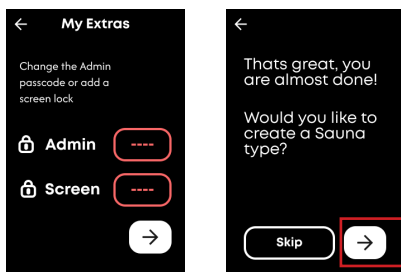 My Extras
Change the Admin
passcode or add a
screen lock
Admin ----
Screen ----
Thats great, you
are almost done!
Would you like to
create a Sauna
type?
Skip